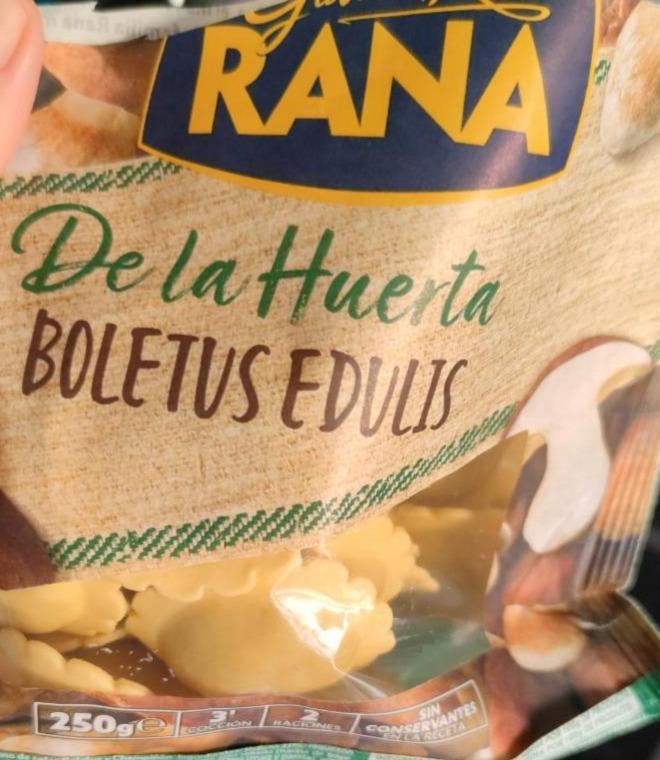 RANA
De la Huerta
BOLETUS EDULIS
250g e
3' COCCIÓN
2 RACIONES
SIN CONSERVANTES EN LA RECETA